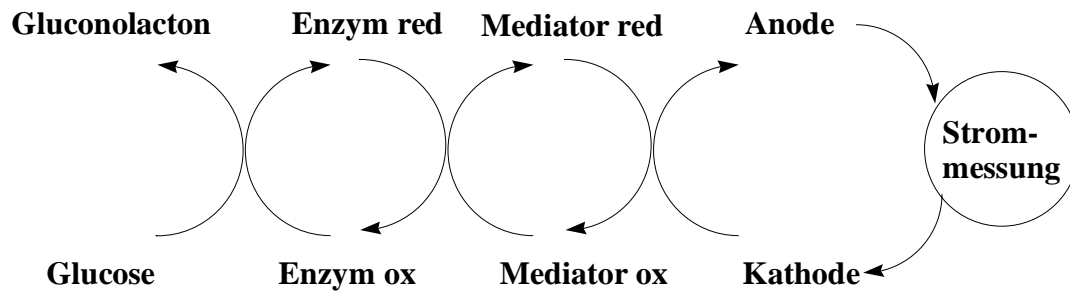 Gluconolacton Enzym red Mediator red Anode
Strom-
messung
Glucose Enzym ox Mediator ox Kathode